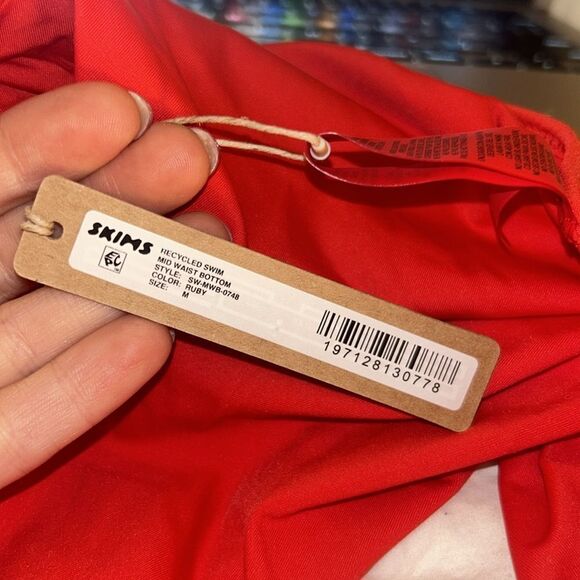 SKIMS
RECYCLED SWIM
MID WAIST BOTTOM
STYLE: SW-MWB-0748
COLOR: RUBY
SIZE: M
197128130778